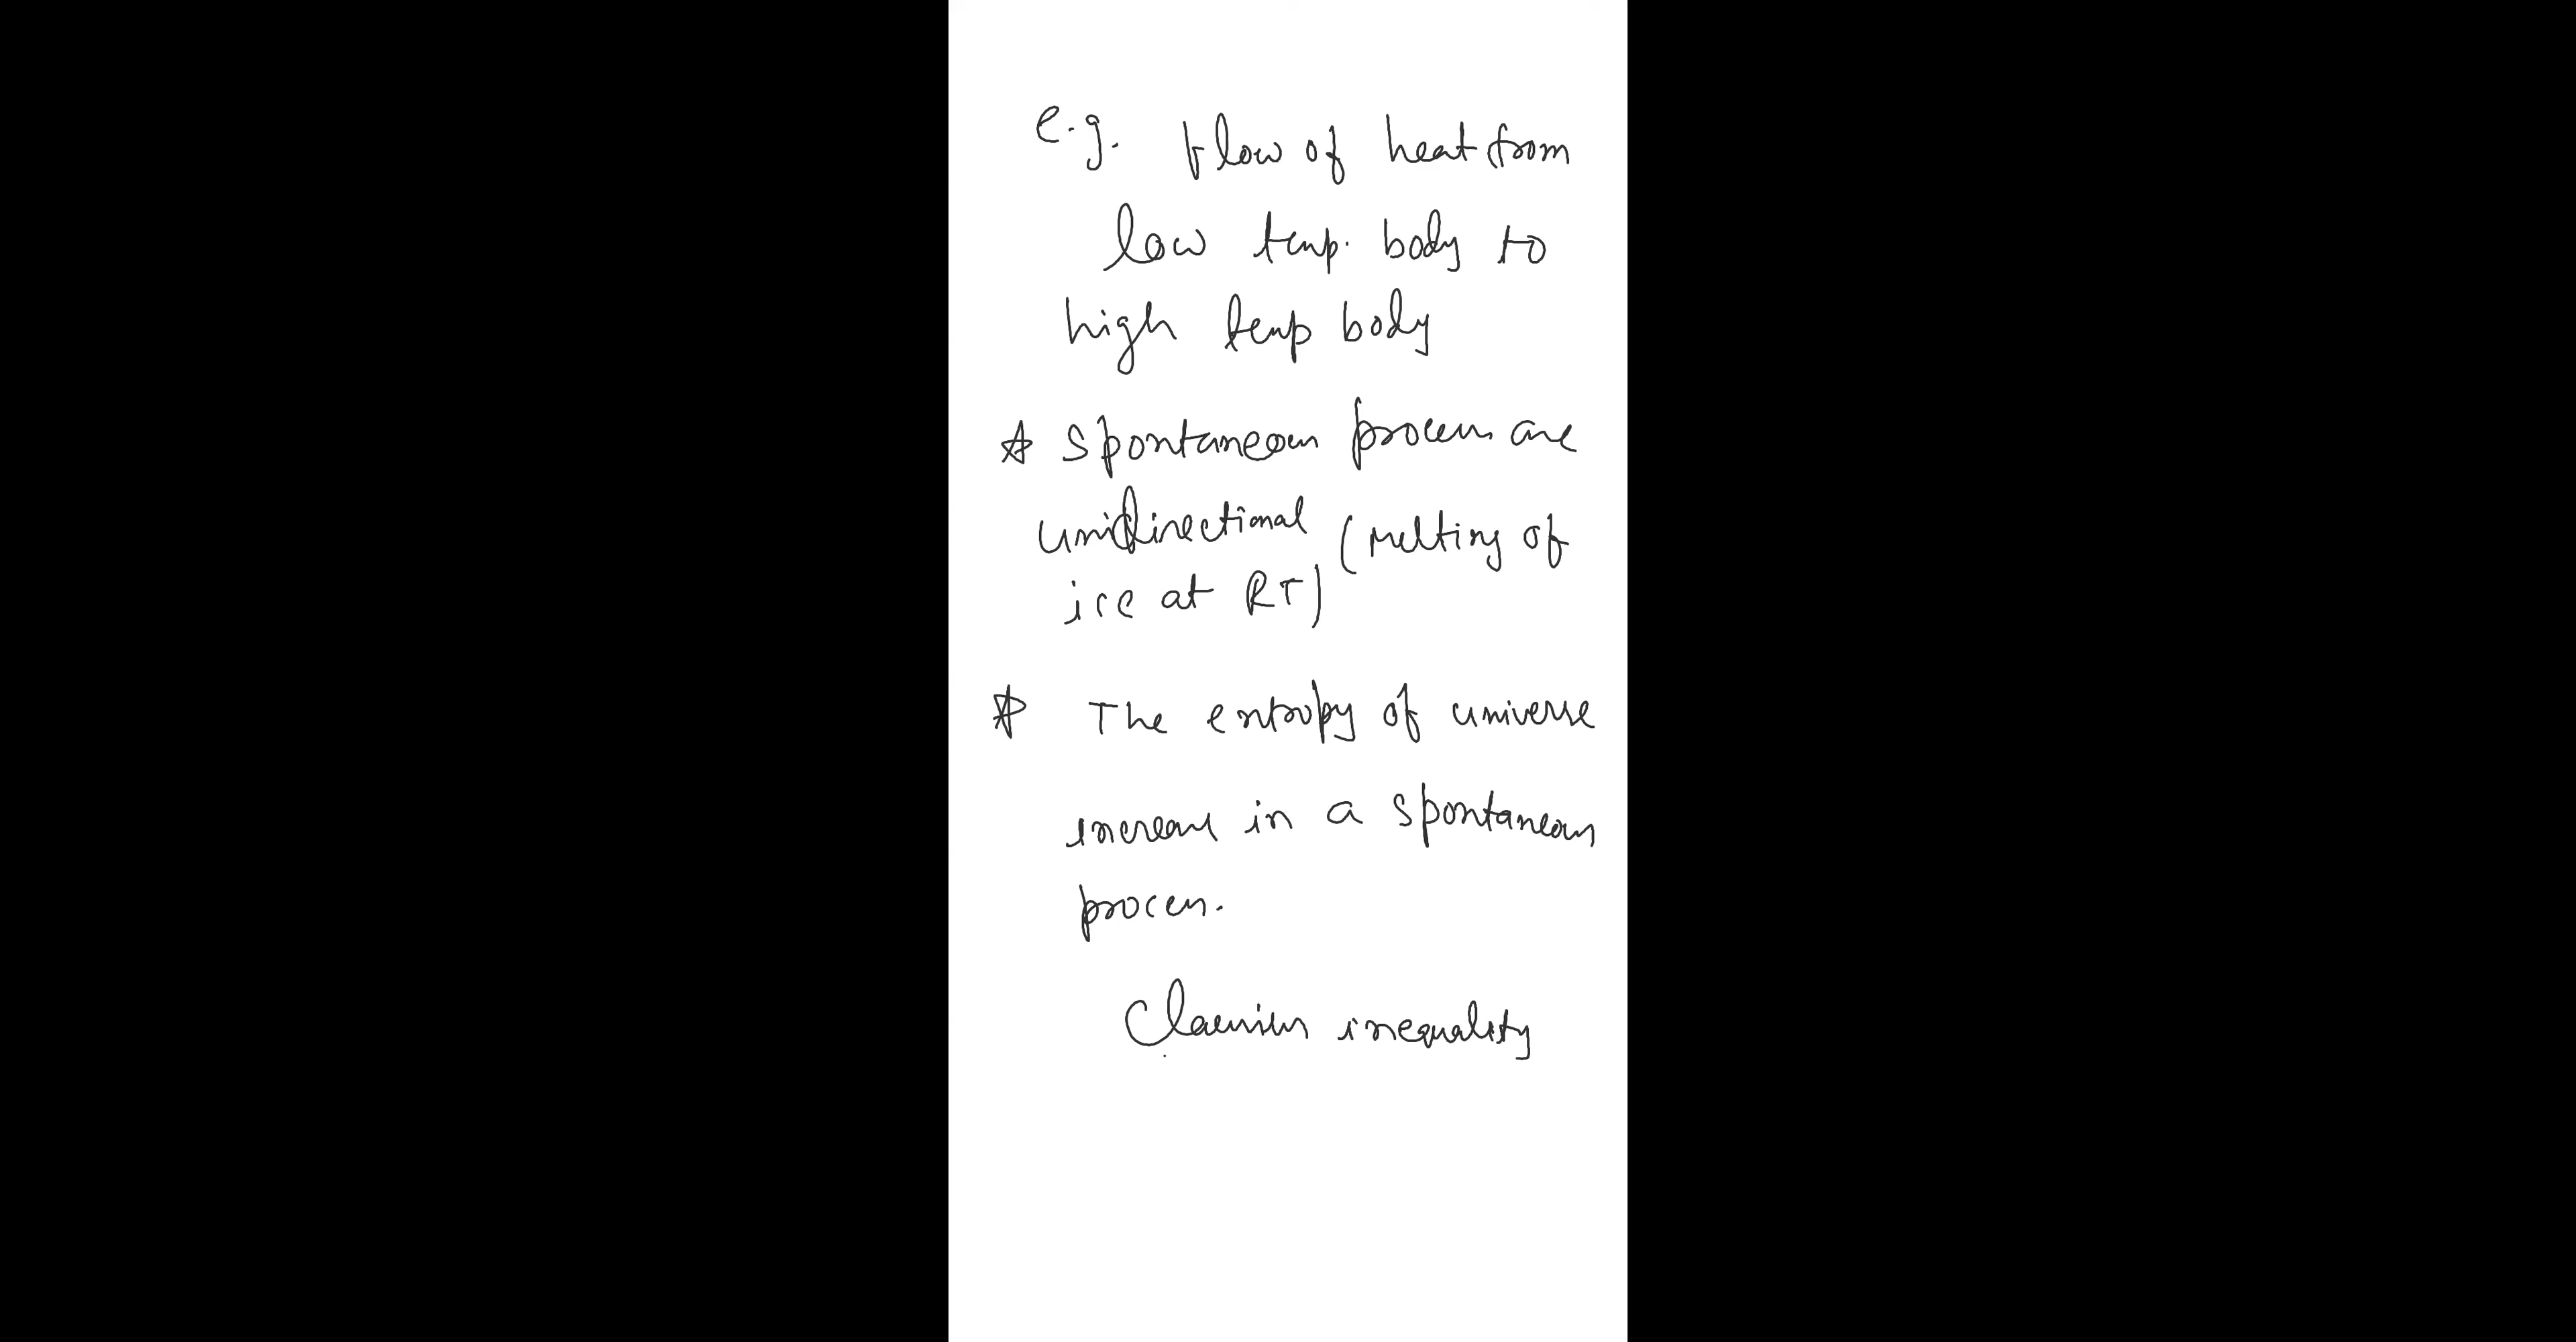 e.g. Flow of heat from
low temp. body to
high temp body
☆ Spontaneous process are
unidirectional (Melting of
ice at RT)
☆ The entropy of universe
increase in a spontaneous
process.
Clausius inequality